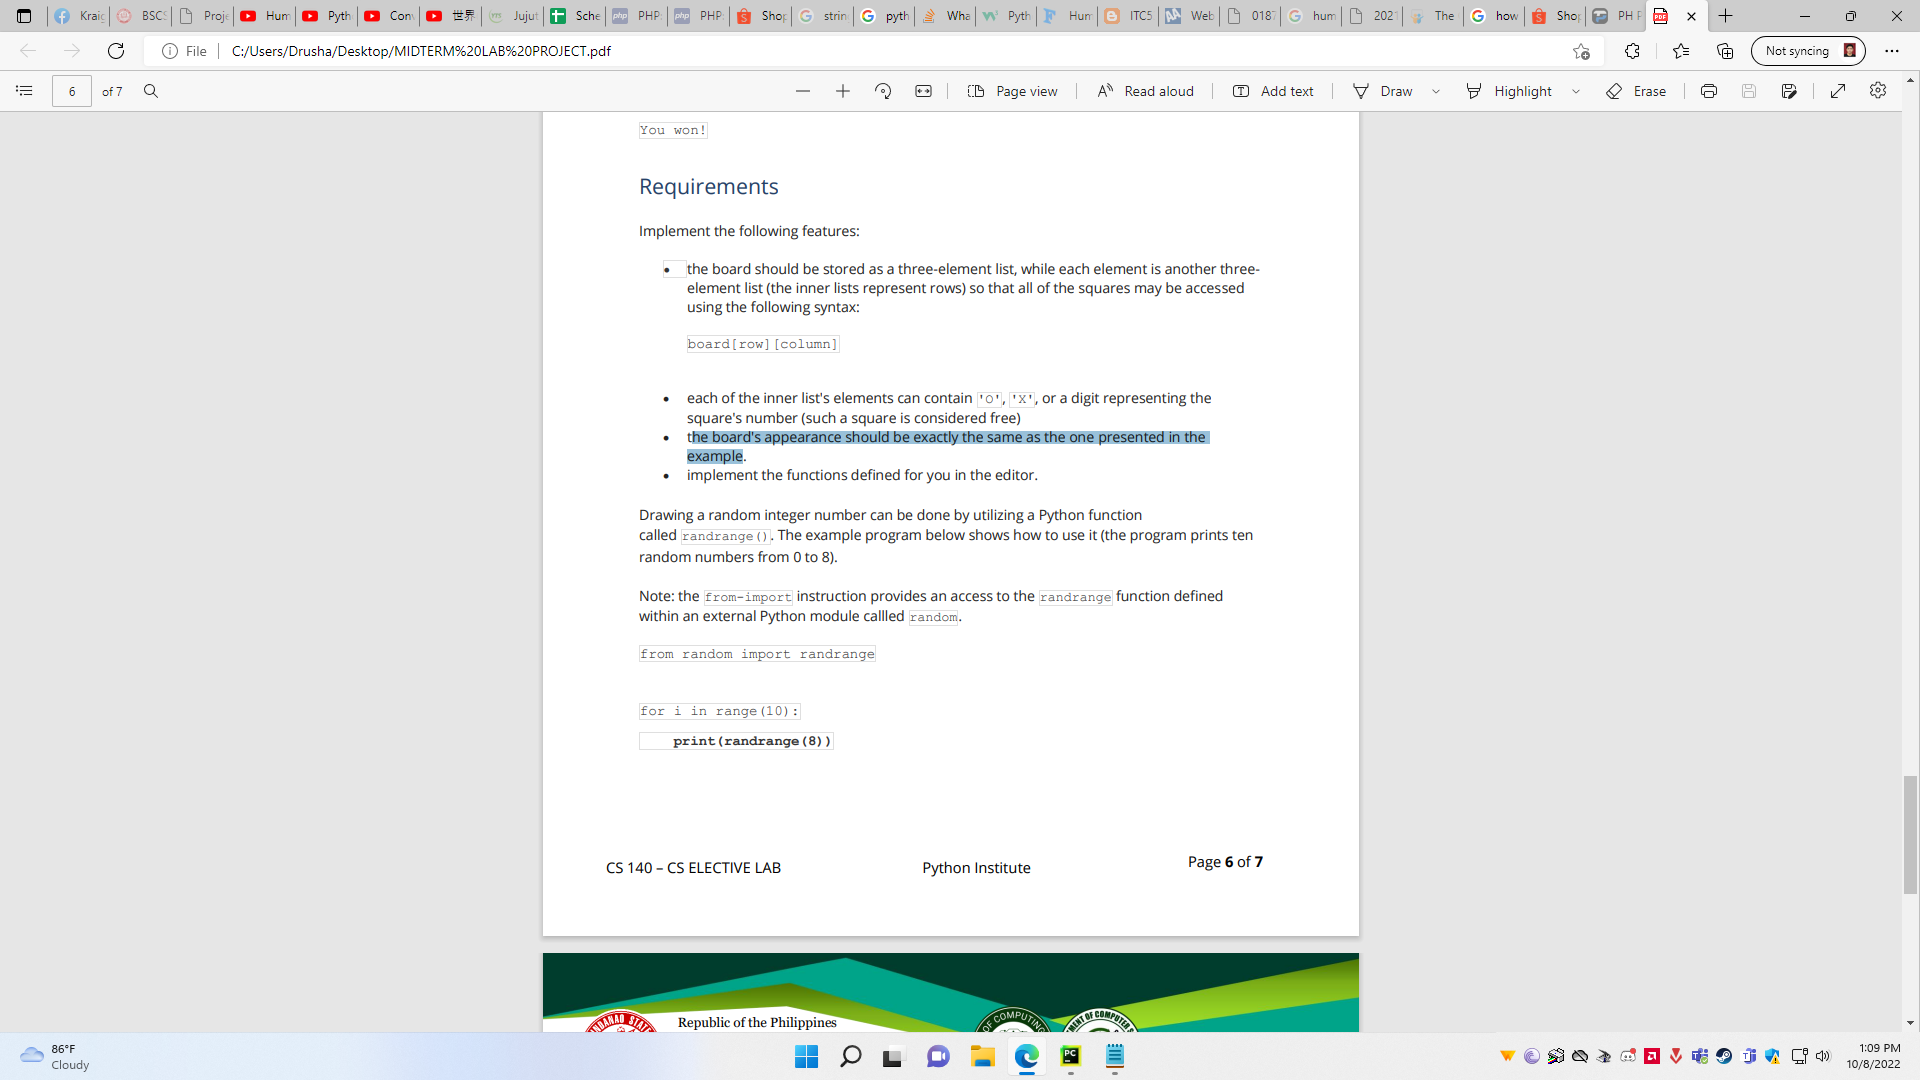 Kraig
BSCS
Proje
Hum
Pyth
Con
世界
Jujut
Sche
PHP:
PHP:
Shop
string
pyth
Wha
Pyth
Hum
ITC5
Web
0187
hum
2021
The
how
Shop
PH P
File
C:/Users/Drusha/Desktop/MIDTERM%20LAB%20PROJECT.pdf
Not syncing
6 of 7
Page view
Read aloud
Add text
Draw
Highlight
Erase
You won!
Requirements
Implement the following features:
• the board should be stored as a three-element list, while each element is another three-
element list (the inner lists represent rows) so that all of the squares may be accessed
using the following syntax:
board[row][column]
• each of the inner list's elements can contain 'O', 'X', or a digit representing the
square's number (such a square is considered free)
• the board's appearance should be exactly the same as the one presented in the
example.
• implement the functions defined for you in the editor.
Drawing a random integer number can be done by utilizing a Python function
called randrange(). The example program below shows how to use it (the program prints ten
random numbers from 0 to 8).
Note: the from-import instruction provides an access to the randrange function defined
within an external Python module callled random.
from random import randrange
for i in range(10):
print(randrange(8))
CS 140 – CS ELECTIVE LAB
Python Institute
Page 6 of 7
Republic of the Philippines
86°F
Cloudy
1:09 PM
10/8/2022